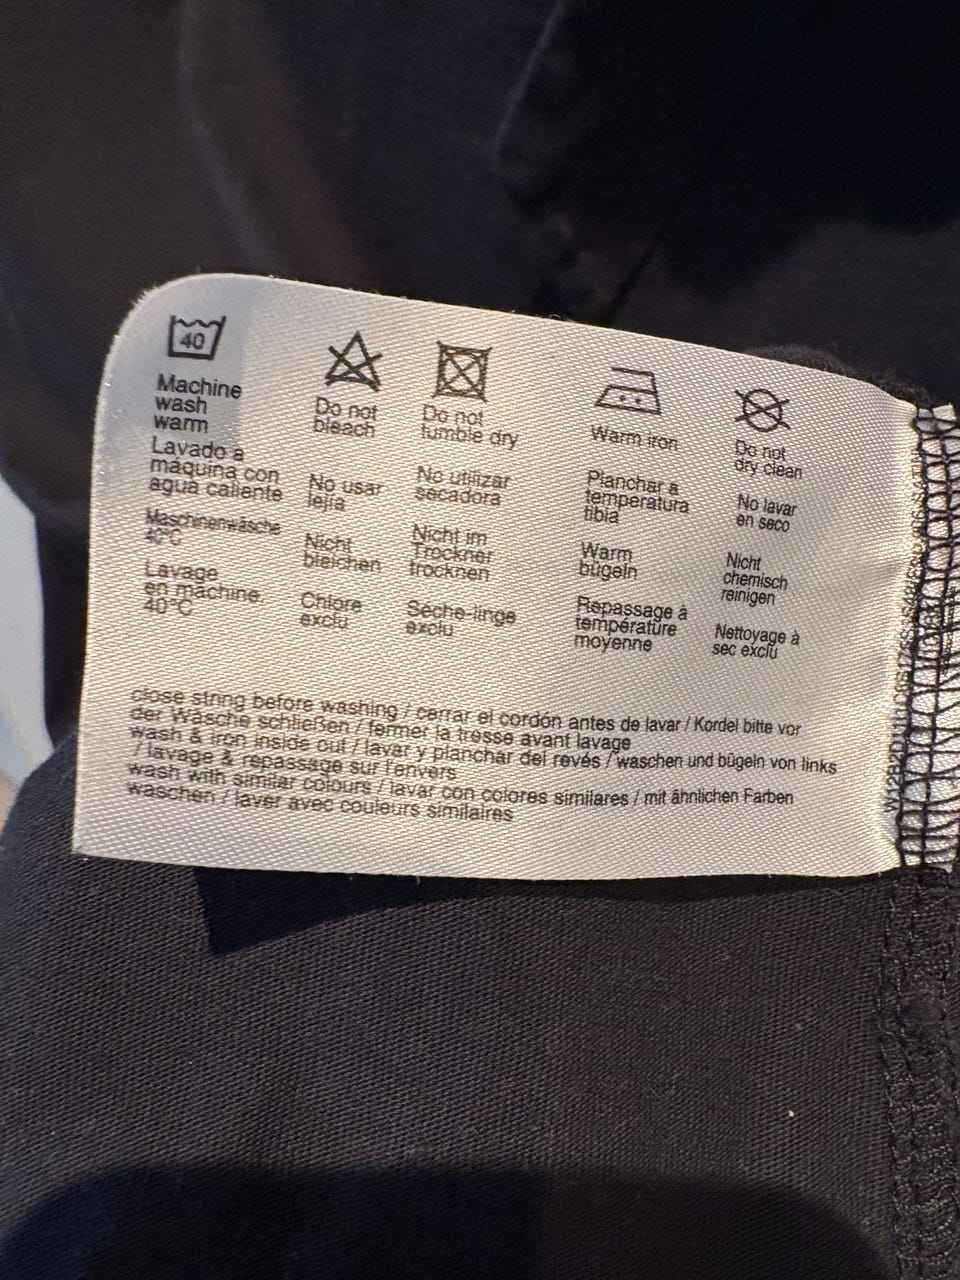 40
Machine
wash
warm
Lavado a
máquina con
agua caliente
Maschinenwäsche
40°C
Lavage
en machine
40°C
Do not
bleach
No usar
lejía
Nicht
bleichen
Chlore
exclu
Do not
tumble dry
No utilizar
secadora
Nicht im
Trockner
trocknen
Sèche-linge
exclu
Warm iron
Planchar a
temperatura
tibia
Warm
bügeln
Repassage à
température
moyenne
Do not
dry clean
No lavar
en seco
Nicht
chemisch
reinigen
Nettoyage à
sec exclu
close string before washing / cerrar el cordón antes de lavar / Kordel bitte vor
der Wäsche schließen / fermer la tresse avant lavage
wash & iron inside out / lavar y planchar del revés / waschen und bügeln von links
/ lavage & repassage sur l'envers
wash with similar colours / lavar con colores similares / mit ähnlichen Farben
waschen / laver avec couleurs similaires